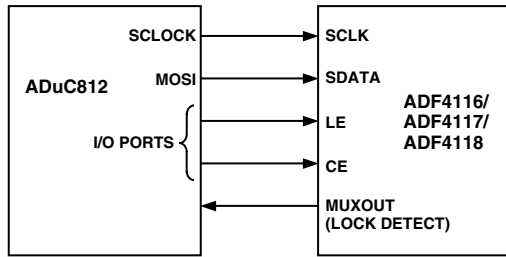 SCLOCK
MOSI
ADuC812
I/O PORTS
SCLK
SDATA
LE
CE
MUXOUT
(LOCK DETECT)
ADF4116/
ADF4117/
ADF4118